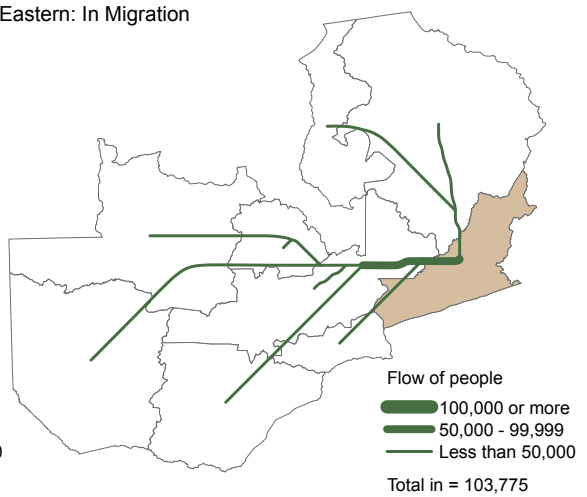 Eastern: In Migration
Flow of people
100,000 or more
50,000 - 99,999
Less than 50,000
Total in = 103,775